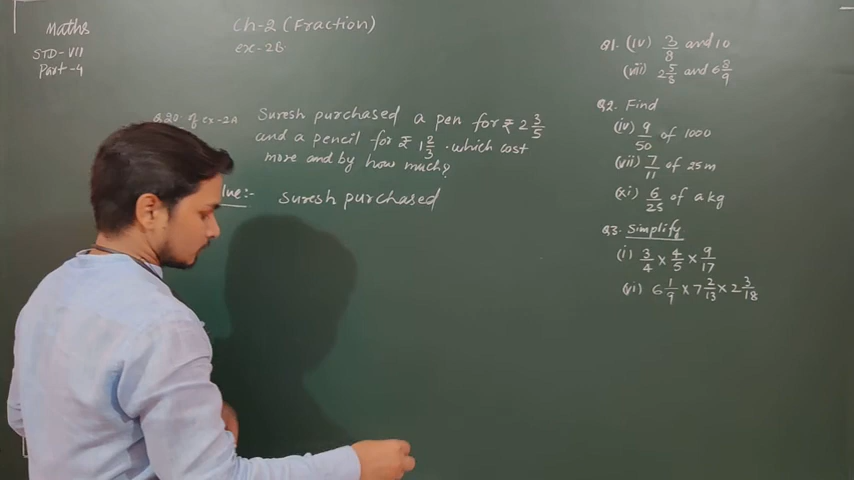 Maths
STD-VII
Part-4
Ch-2 (Fraction)
ex-2B
Q20 of ex-2A Suresh purchased a pen for ₹ 2 3/5
and a pencil for ₹ 1 2/3 . which cost
more and by how much?
lue:- Suresh purchased
Q1. (iv) 3/8 and 10
(vii) 2 5/8 and 6 8/9
Q2. Find
(iv) 9/50 of 1000
(vii) 7/11 of 25 m
(xi) 6/25 of a kg
Q3. Simplify
(i) 3/4 × 4/5 × 9/17
(vi) 6 1/9 × 7 2/13 × 2 3/18